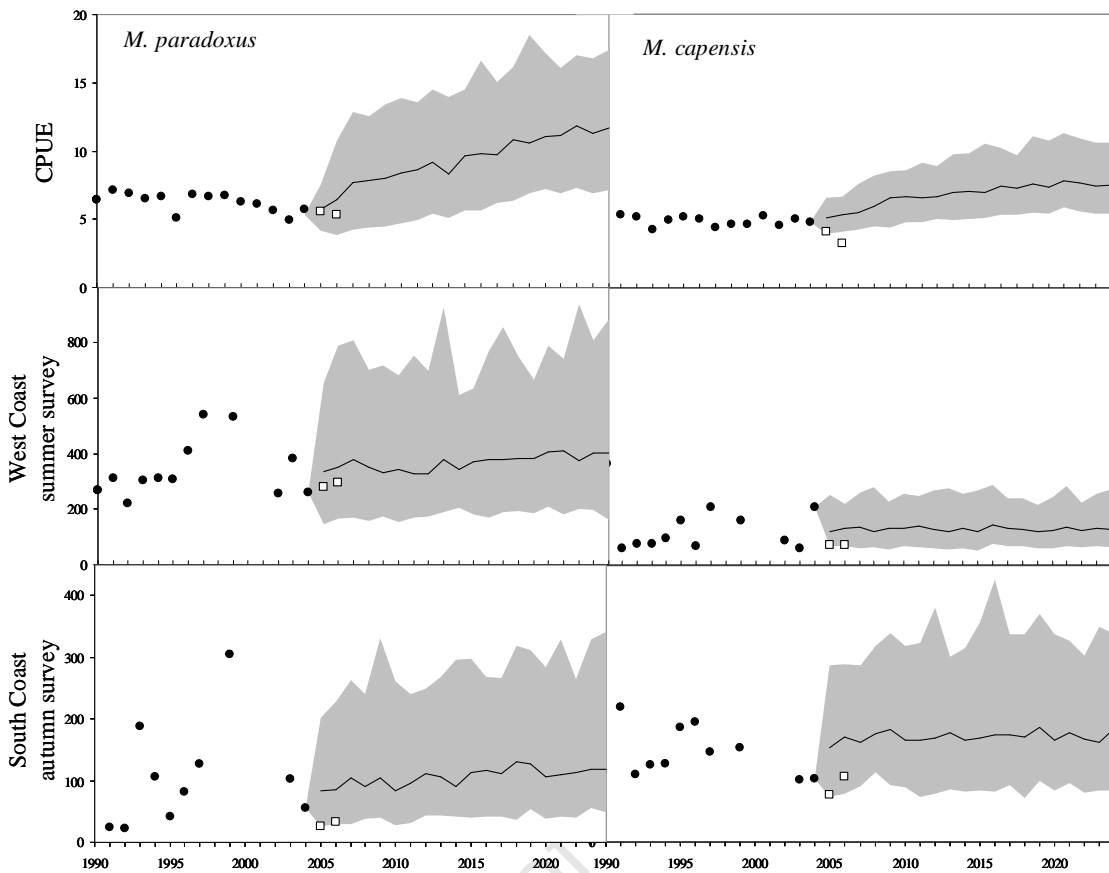 M. paradoxus
M. capensis
CPUE
20
15
10
5
0
West Coast
summer survey
800
600
400
200
0
South Coast
autumn survey
400
300
200
100
0
1990 1995 2000 2005 2010 2015 2020 1990 1995 2000 2005 2010 2015 2020